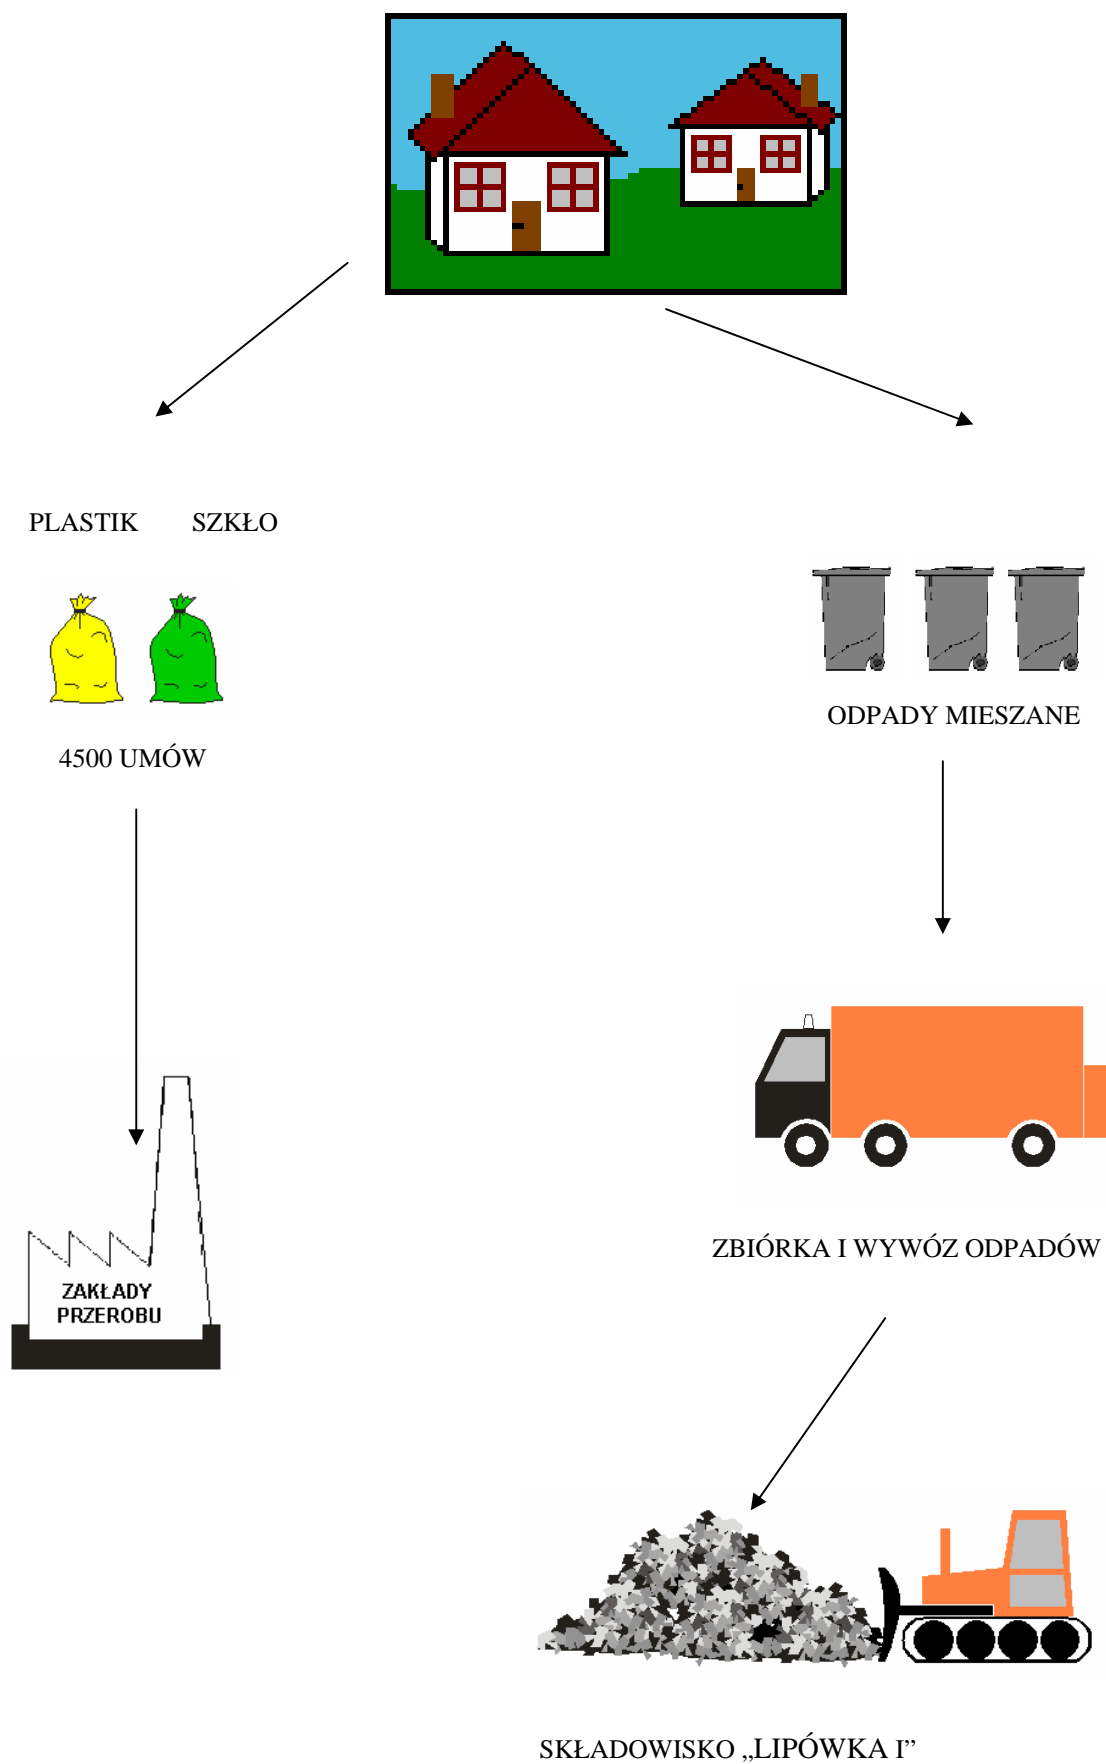 PLASTIK SZKŁO
4500 UMÓW
ODPADY MIESZANE
ZAKŁADY
PRZEROBU
ZBIÓRKA I WYWÓZ ODPADÓW
SKŁADOWISKO „LIPÓWKA I”